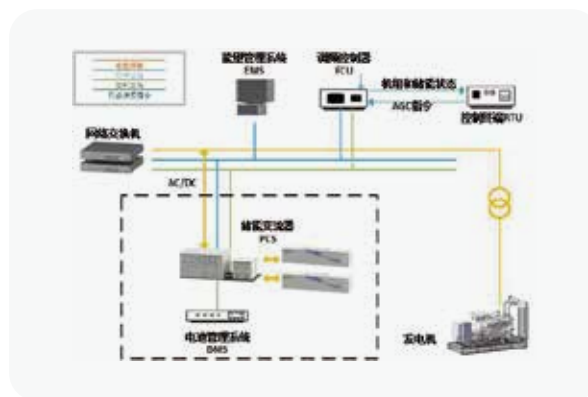 能量管理系统
EMS
调频控制器
FCU
机组和储能状态
AGC指令
控制终端RTU
网络交换机
AC/DC
储能变流器
PCS
电池管理系统
BMS
发电机